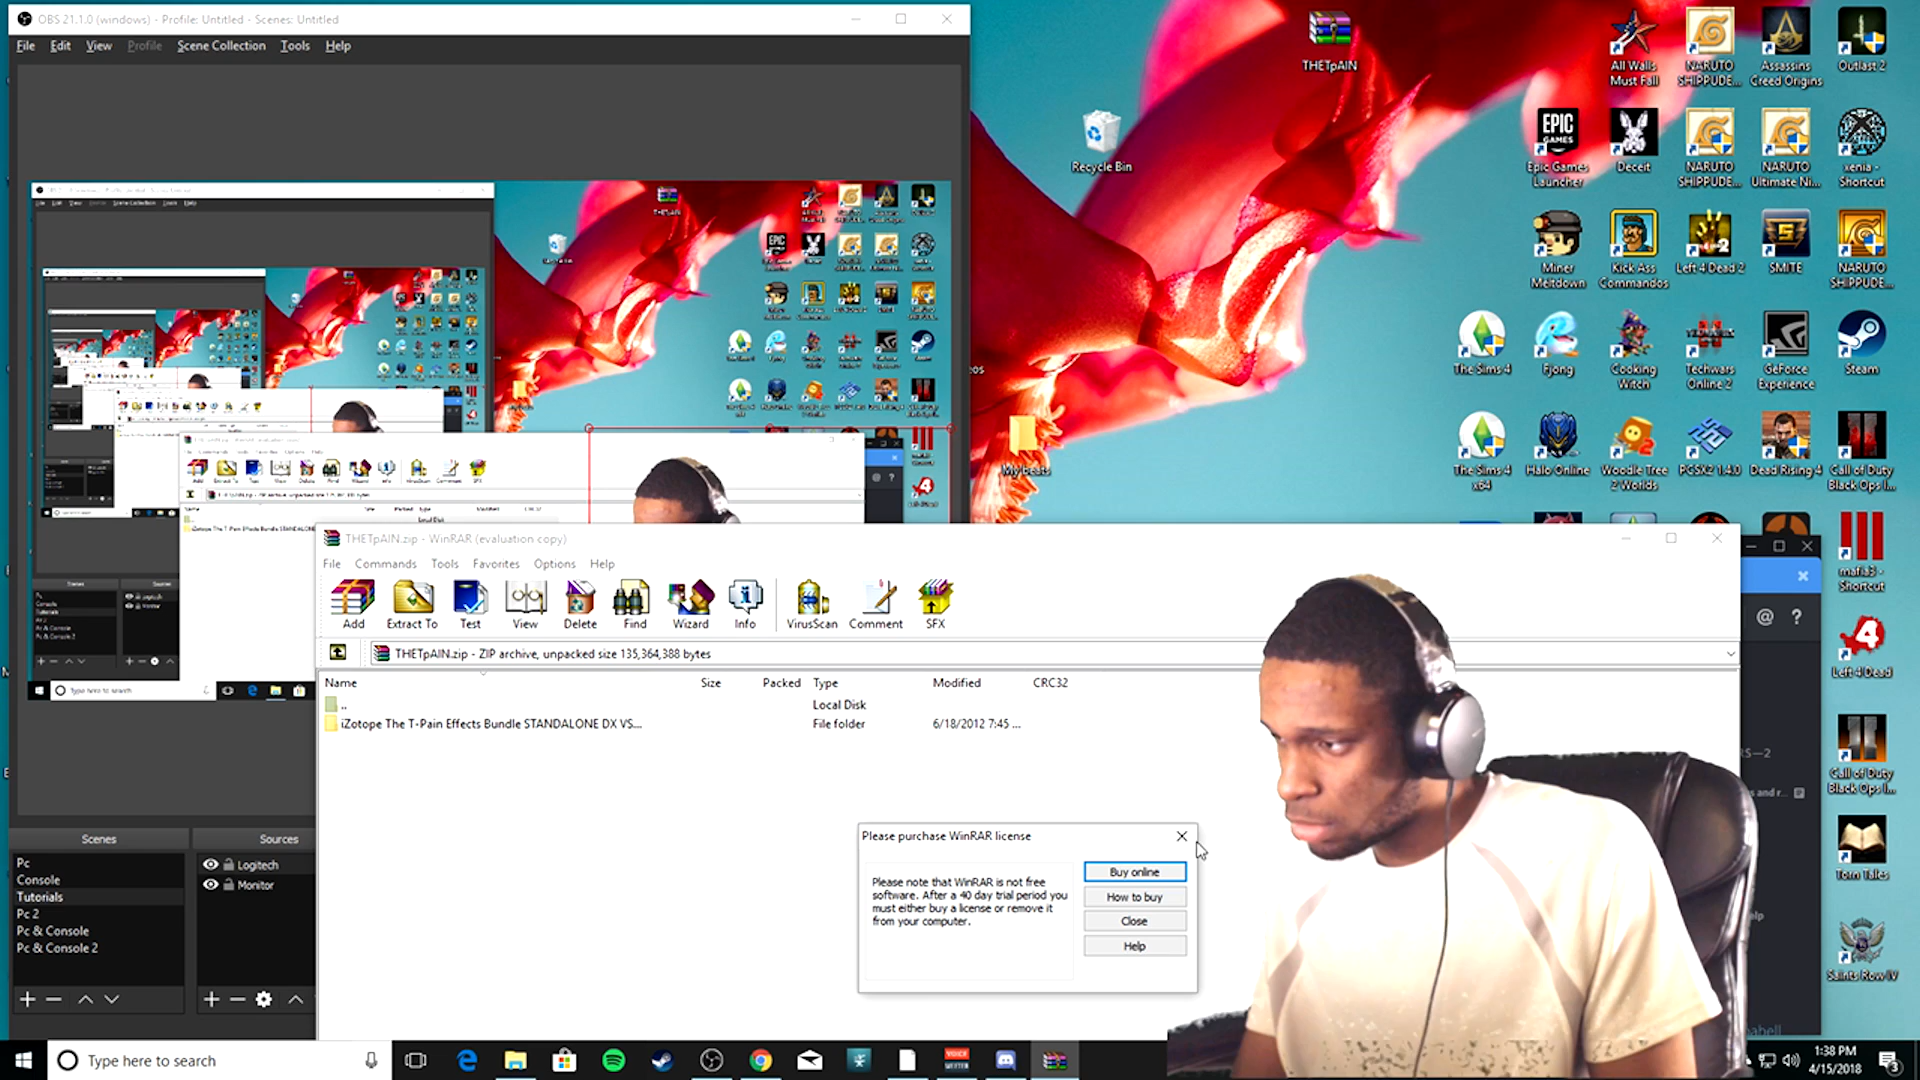 OBS 21.1.0 (windows) - Profile: Untitled - Scenes: Untitled
File Edit View Profile Scene Collection Tools Help
THETpAIN
Recycle Bin
All Walls Must Fall
NARUTO SHIPPUDE...
Assassins Creed Origins
Outlast 2
EPIC GAMES
Epic Games Launcher
Deceit
NARUTO SHIPPUDE...
NARUTO Ultimate Ni...
xenia - Shortcut
Miner Meltdown
Kick Ass Commandos
Left 4 Dead 2
SMITE
NARUTO SHIPPUDE...
The Sims 4
Fjong
Cooking Witch
Techwars Online 2
GeForce Experience
Steam
My beats
The Sims 4 x64
Halo Online
Woodle Tree 2 Worlds
PCSX2 1.4.0
Dead Rising 4
Call of Duty Black Ops I...
mafia3 - Shortcut
Left 4 Dead
Call of Duty Black Ops I...
Torn Tales
Saints Row IV
THETpAIN.zip - WinRAR (evaluation copy)
File Commands Tools Favorites Options Help
Add Extract To Test View Delete Find Wizard Info VirusScan Comment SFX
THETpAIN.zip - ZIP archive, unpacked size 135,364,388 bytes
Name Size Packed Type Modified CRC32
.. Local Disk
iZotope The T-Pain Effects Bundle STANDALONE DX VS... File folder 6/18/2012 7:45 ...
Please purchase WinRAR license
Please note that WinRAR is not free
software. After a 40 day trial period you
must either buy a license or remove it
from your computer.
Buy online
How to buy
Close
Help
Scenes
Sources
Pc
Console
Tutorials
Pc 2
Pc & Console
Pc & Console 2
Logitech
Monitor
Type here to search
1:38 PM
4/15/2018